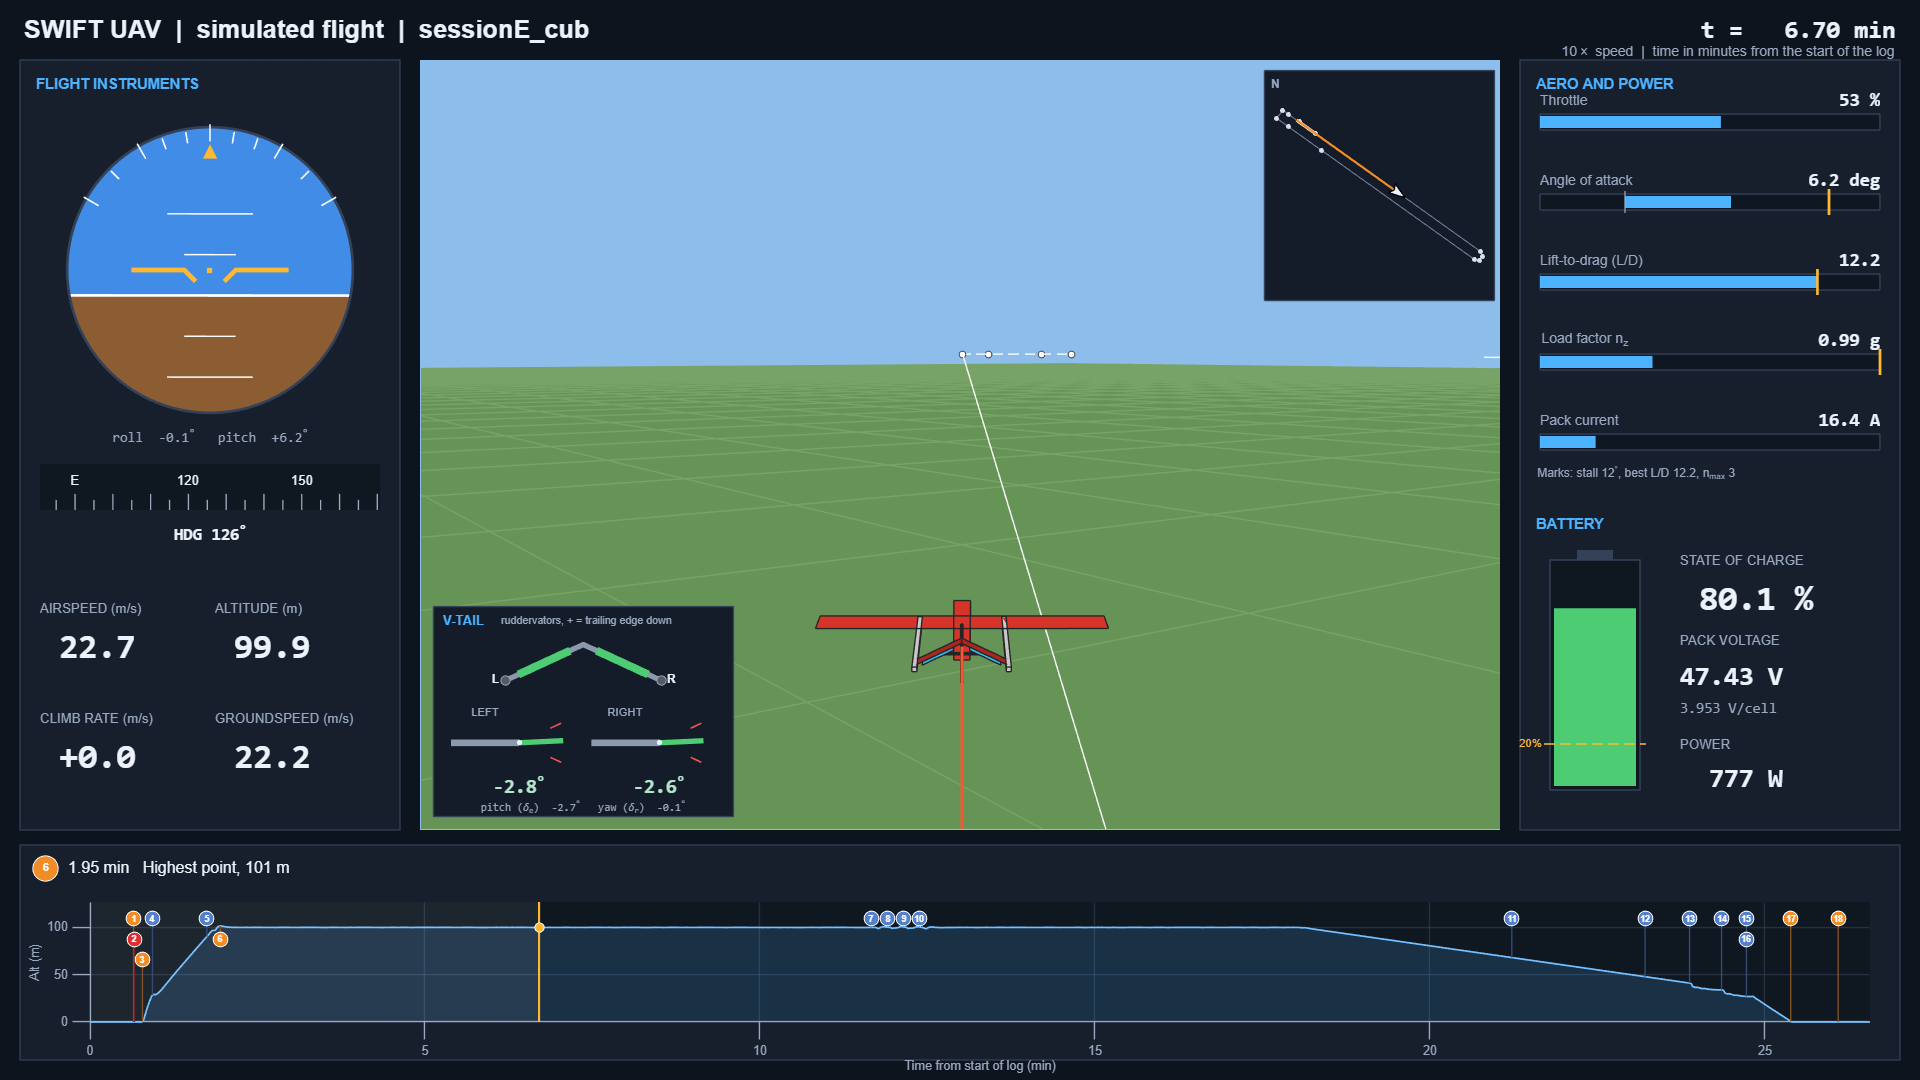 SWIFT UAV | simulated flight | sessionE_cub
t = 6.70 min
10 × speed | time in minutes from the start of the log
FLIGHT INSTRUMENTS
roll -0.1° pitch +6.2°
E 120 150
HDG 126°
AIRSPEED (m/s) ALTITUDE (m)
22.7 99.9
CLIMB RATE (m/s) GROUNDSPEED (m/s)
+0.0 22.2
N
V-TAIL ruddervators, + = trailing edge down
L R
LEFT RIGHT
-2.8° -2.6°
pitch (δe) -2.7° yaw (δr) -0.1°
AERO AND POWER
Throttle 53 %
Angle of attack 6.2 deg
Lift-to-drag (L/D) 12.2
Load factor nz 0.99 g
Pack current 16.4 A
Marks: stall 12°, best L/D 12.2, nmax 3
BATTERY
STATE OF CHARGE
80.1 %
PACK VOLTAGE
47.43 V
3.953 V/cell
20%
POWER
777 W
6 1.95 min Highest point, 101 m
1 4 5 7 8 9 10 11 12 13 14 15 17 18
2 6 16
3
Alt (m)
100
50
0
0 5 10 15 20 25
Time from start of log (min)